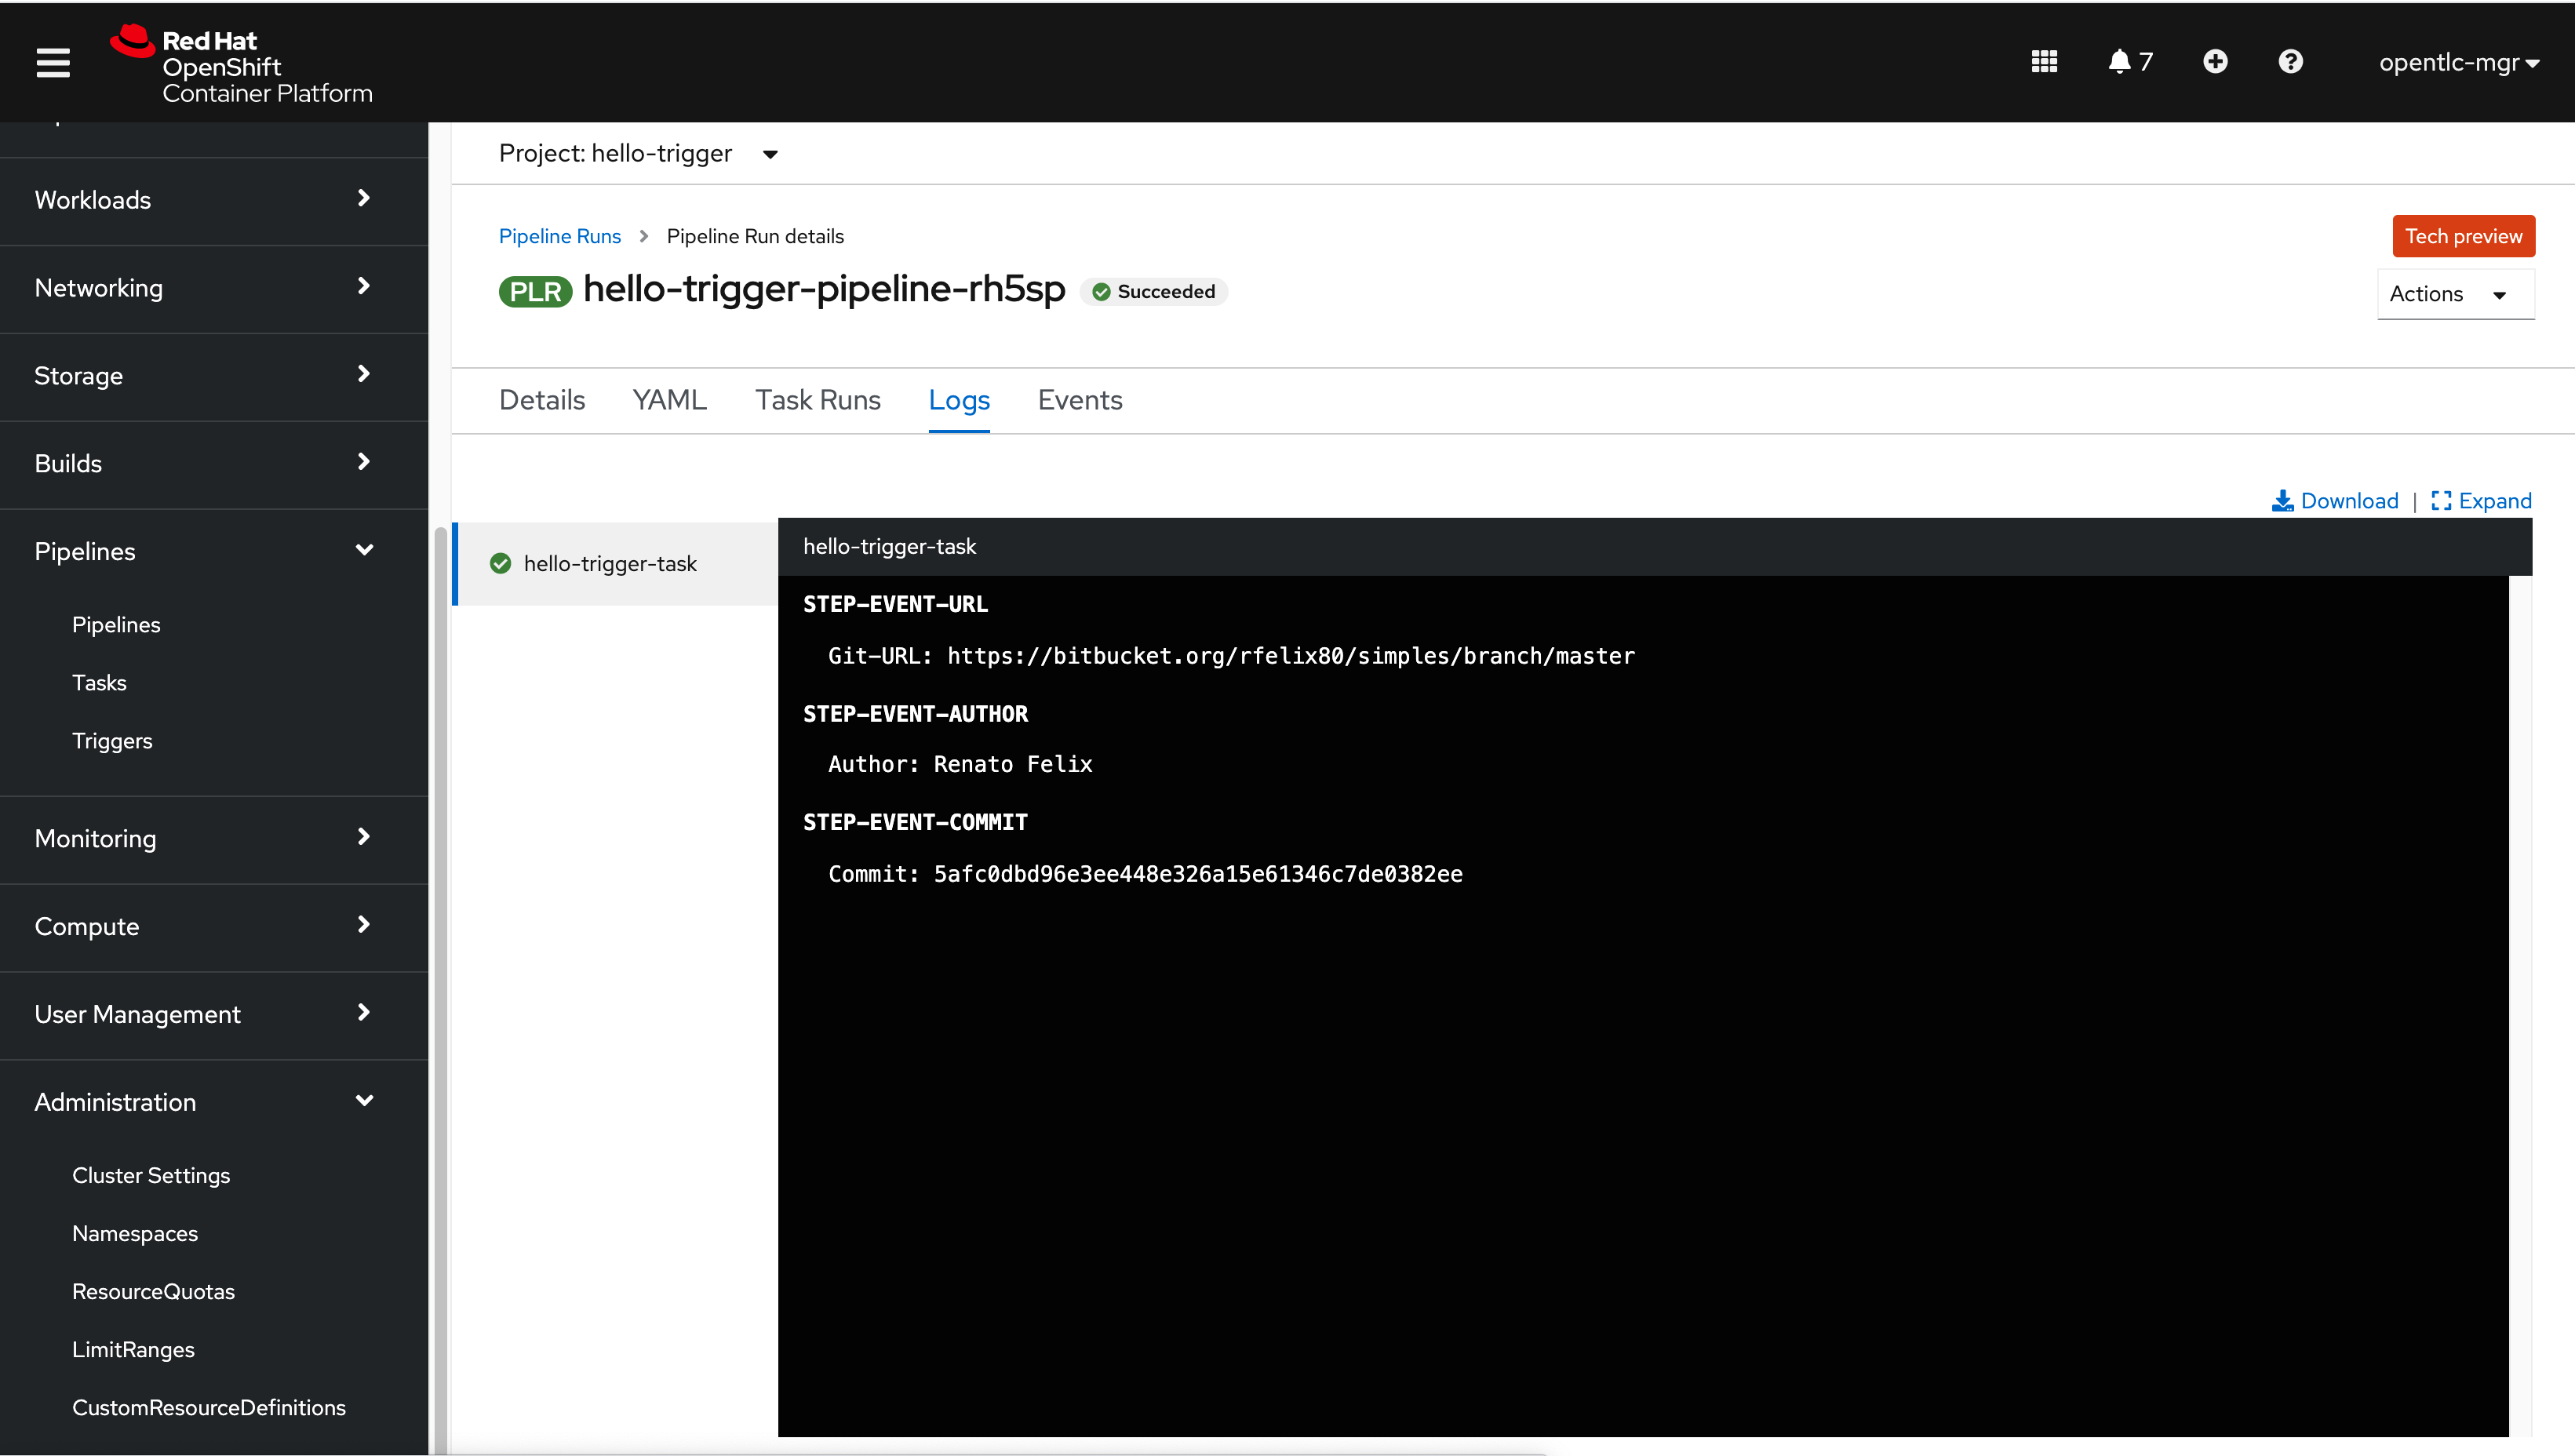 Red Hat
OpenShift
Container Platform
7
opentlc-mgr
Workloads
Networking
Storage
Builds
Pipelines
Pipelines
Tasks
Triggers
Monitoring
Compute
User Management
Administration
Cluster Settings
Namespaces
ResourceQuotas
LimitRanges
CustomResourceDefinitions
Project: hello-trigger
Pipeline Runs > Pipeline Run details
Tech preview
PLR hello-trigger-pipeline-rh5sp Succeeded
Actions
Details YAML Task Runs Logs Events
Download | Expand
hello-trigger-task
hello-trigger-task
STEP-EVENT-URL
Git-URL: https://bitbucket.org/rfelix80/simples/branch/master
STEP-EVENT-AUTHOR
Author: Renato Felix
STEP-EVENT-COMMIT
Commit: 5afc0dbd96e3ee448e326a15e61346c7de0382ee